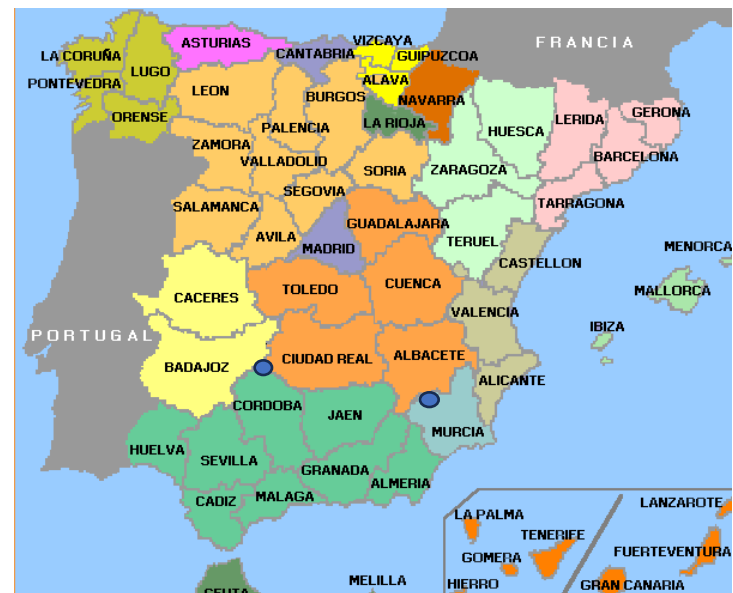 VIZCAYA
FRANCIA
ASTURIAS
LA CORUÑA
CANTABRIA
GUIPUZCOA
LUGO
PONTEVEDRA
ALAVA
LEON
BURGOS
NAVARRA
GERONA
ORENSE
LA RIOJA
HUESCA
LERIDA
PALENCIA
ZAMORA
VALLADOLID
BARCELONA
SORIA
ZARAGOZA
SEGOVIA
SALAMANCA
TARRAGONA
GUADALAJARA
AVILA
MADRID
TERUEL
MENORCA
CASTELLON
CACERES
TOLEDO
CUENCA
MALLORCA
VALENCIA
PORTUGAL
IBIZA
CIUDAD REAL
ALBACETE
BADAJOZ
ALICANTE
CORDOBA
JAEN
MURCIA
HUELVA
SEVILLA
GRANADA
ALMERIA
CADIZ
MALAGA
LANZAROTE
LA PALMA
TENERIFE
GOMERA
FUERTEVENTURA
MELILLA
HIERRO
GRAN CANARIA
CEUTA